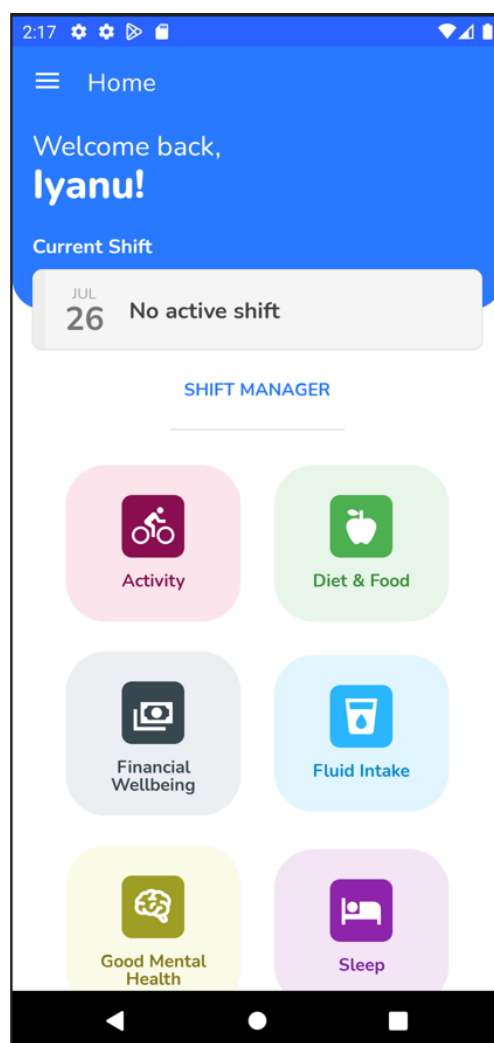 2:17
Home
Welcome back,
Iyanu!
Current Shift
JUL
26
No active shift
SHIFT MANAGER
Activity
Diet & Food
Financial
Wellbeing
Fluid Intake
Good Mental
Health
Sleep